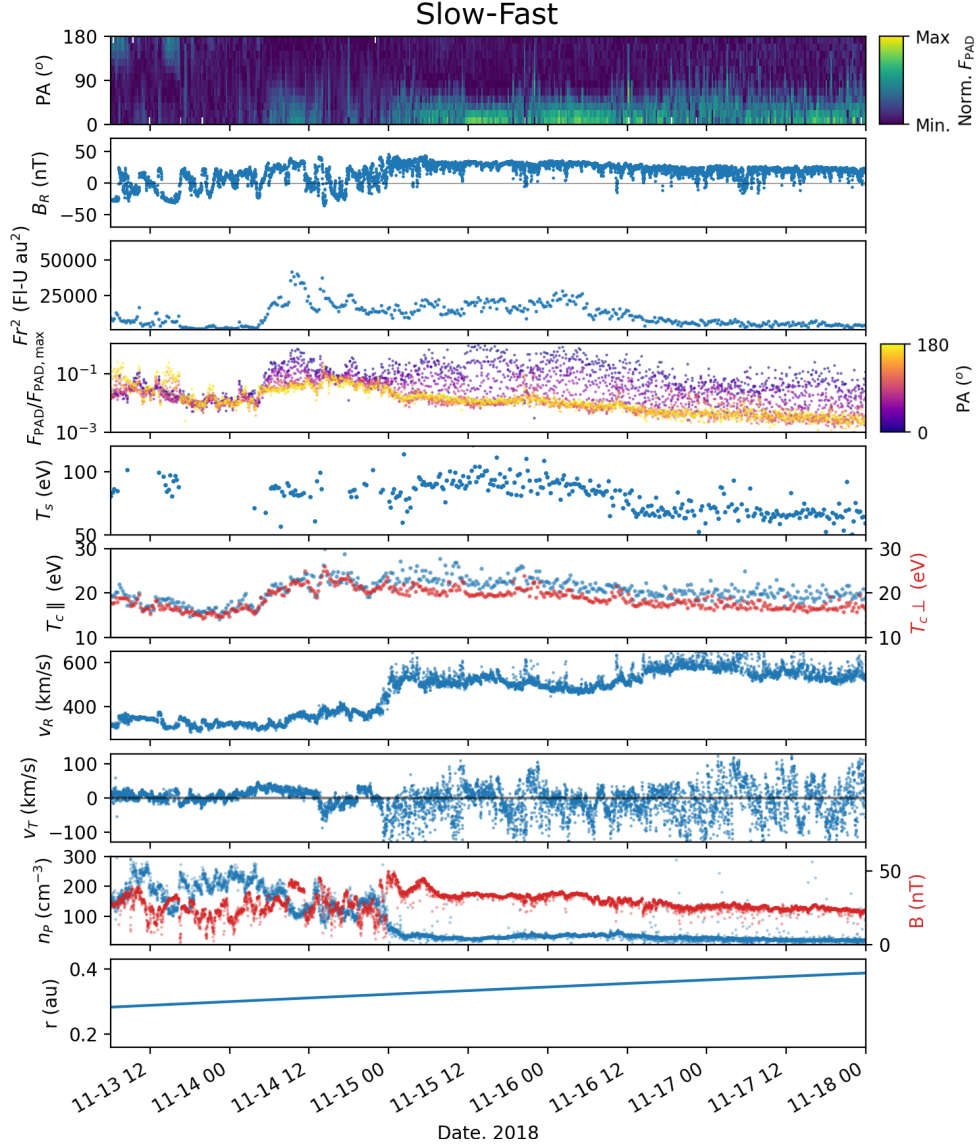 Slow-Fast
180
90
0
PA (°)
Max
Min.
Norm. F_PAD
50
0
−50
B_R (nT)
50000
25000
Fr² (Fl-U au²)
10⁻¹
10⁻³
F_PAD/F_PAD,max
180
0
PA (°)
100
50
T_s (eV)
30
20
10
T_c ∥ (eV)
30
20
10
T_c ⊥ (eV)
600
400
v_R (km/s)
100
0
−100
v_T (km/s)
300
200
100
n_P (cm⁻³)
50
0
B (nT)
0.4
0.2
r (au)
11-13 12
11-14 00
11-14 12
11-15 00
11-15 12
11-16 00
11-16 12
11-17 00
11-17 12
11-18 00
Date, 2018